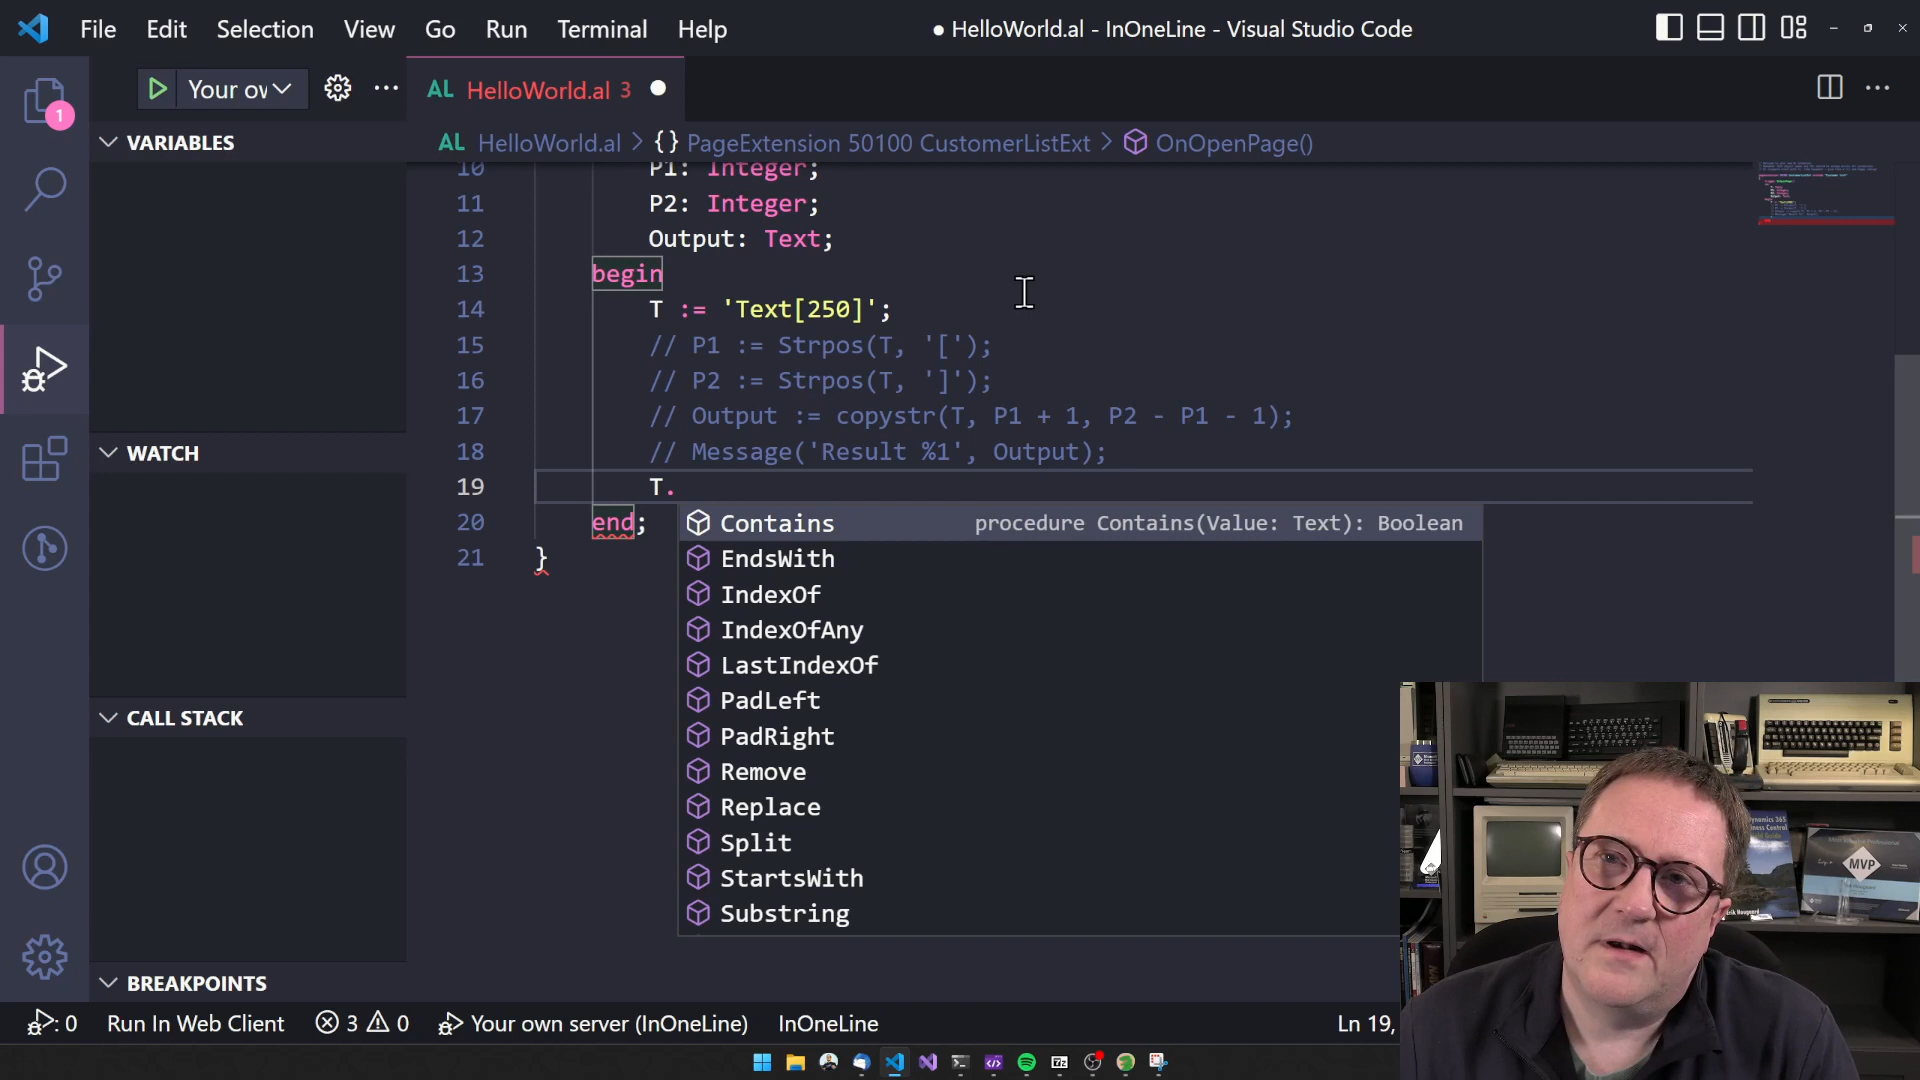 File Edit Selection View Go Run Terminal Help
● HelloWorld.al - InOneLine - Visual Studio Code
1
Your ov
AL HelloWorld.al 3
AL HelloWorld.al > {} PageExtension 50100 CustomerListExt > OnOpenPage()
VARIABLES
WATCH
CALL STACK
BREAKPOINTS
10 P1: Integer;
11 P2: Integer;
12 Output: Text;
13 begin
14 T := 'Text[250]';
15 // P1 := Strpos(T, '[');
16 // P2 := Strpos(T, ']');
17 // Output := copystr(T, P1 + 1, P2 - P1 - 1);
18 // Message('Result %1', Output);
19 T.
20 end;
21 }
Contains procedure Contains(Value: Text): Boolean
EndsWith
IndexOf
IndexOfAny
LastIndexOf
PadLeft
PadRight
Remove
Replace
Split
StartsWith
Substring
MVP
: 0 Run In Web Client 3 0 Your own server (InOneLine) InOneLine Ln 19,